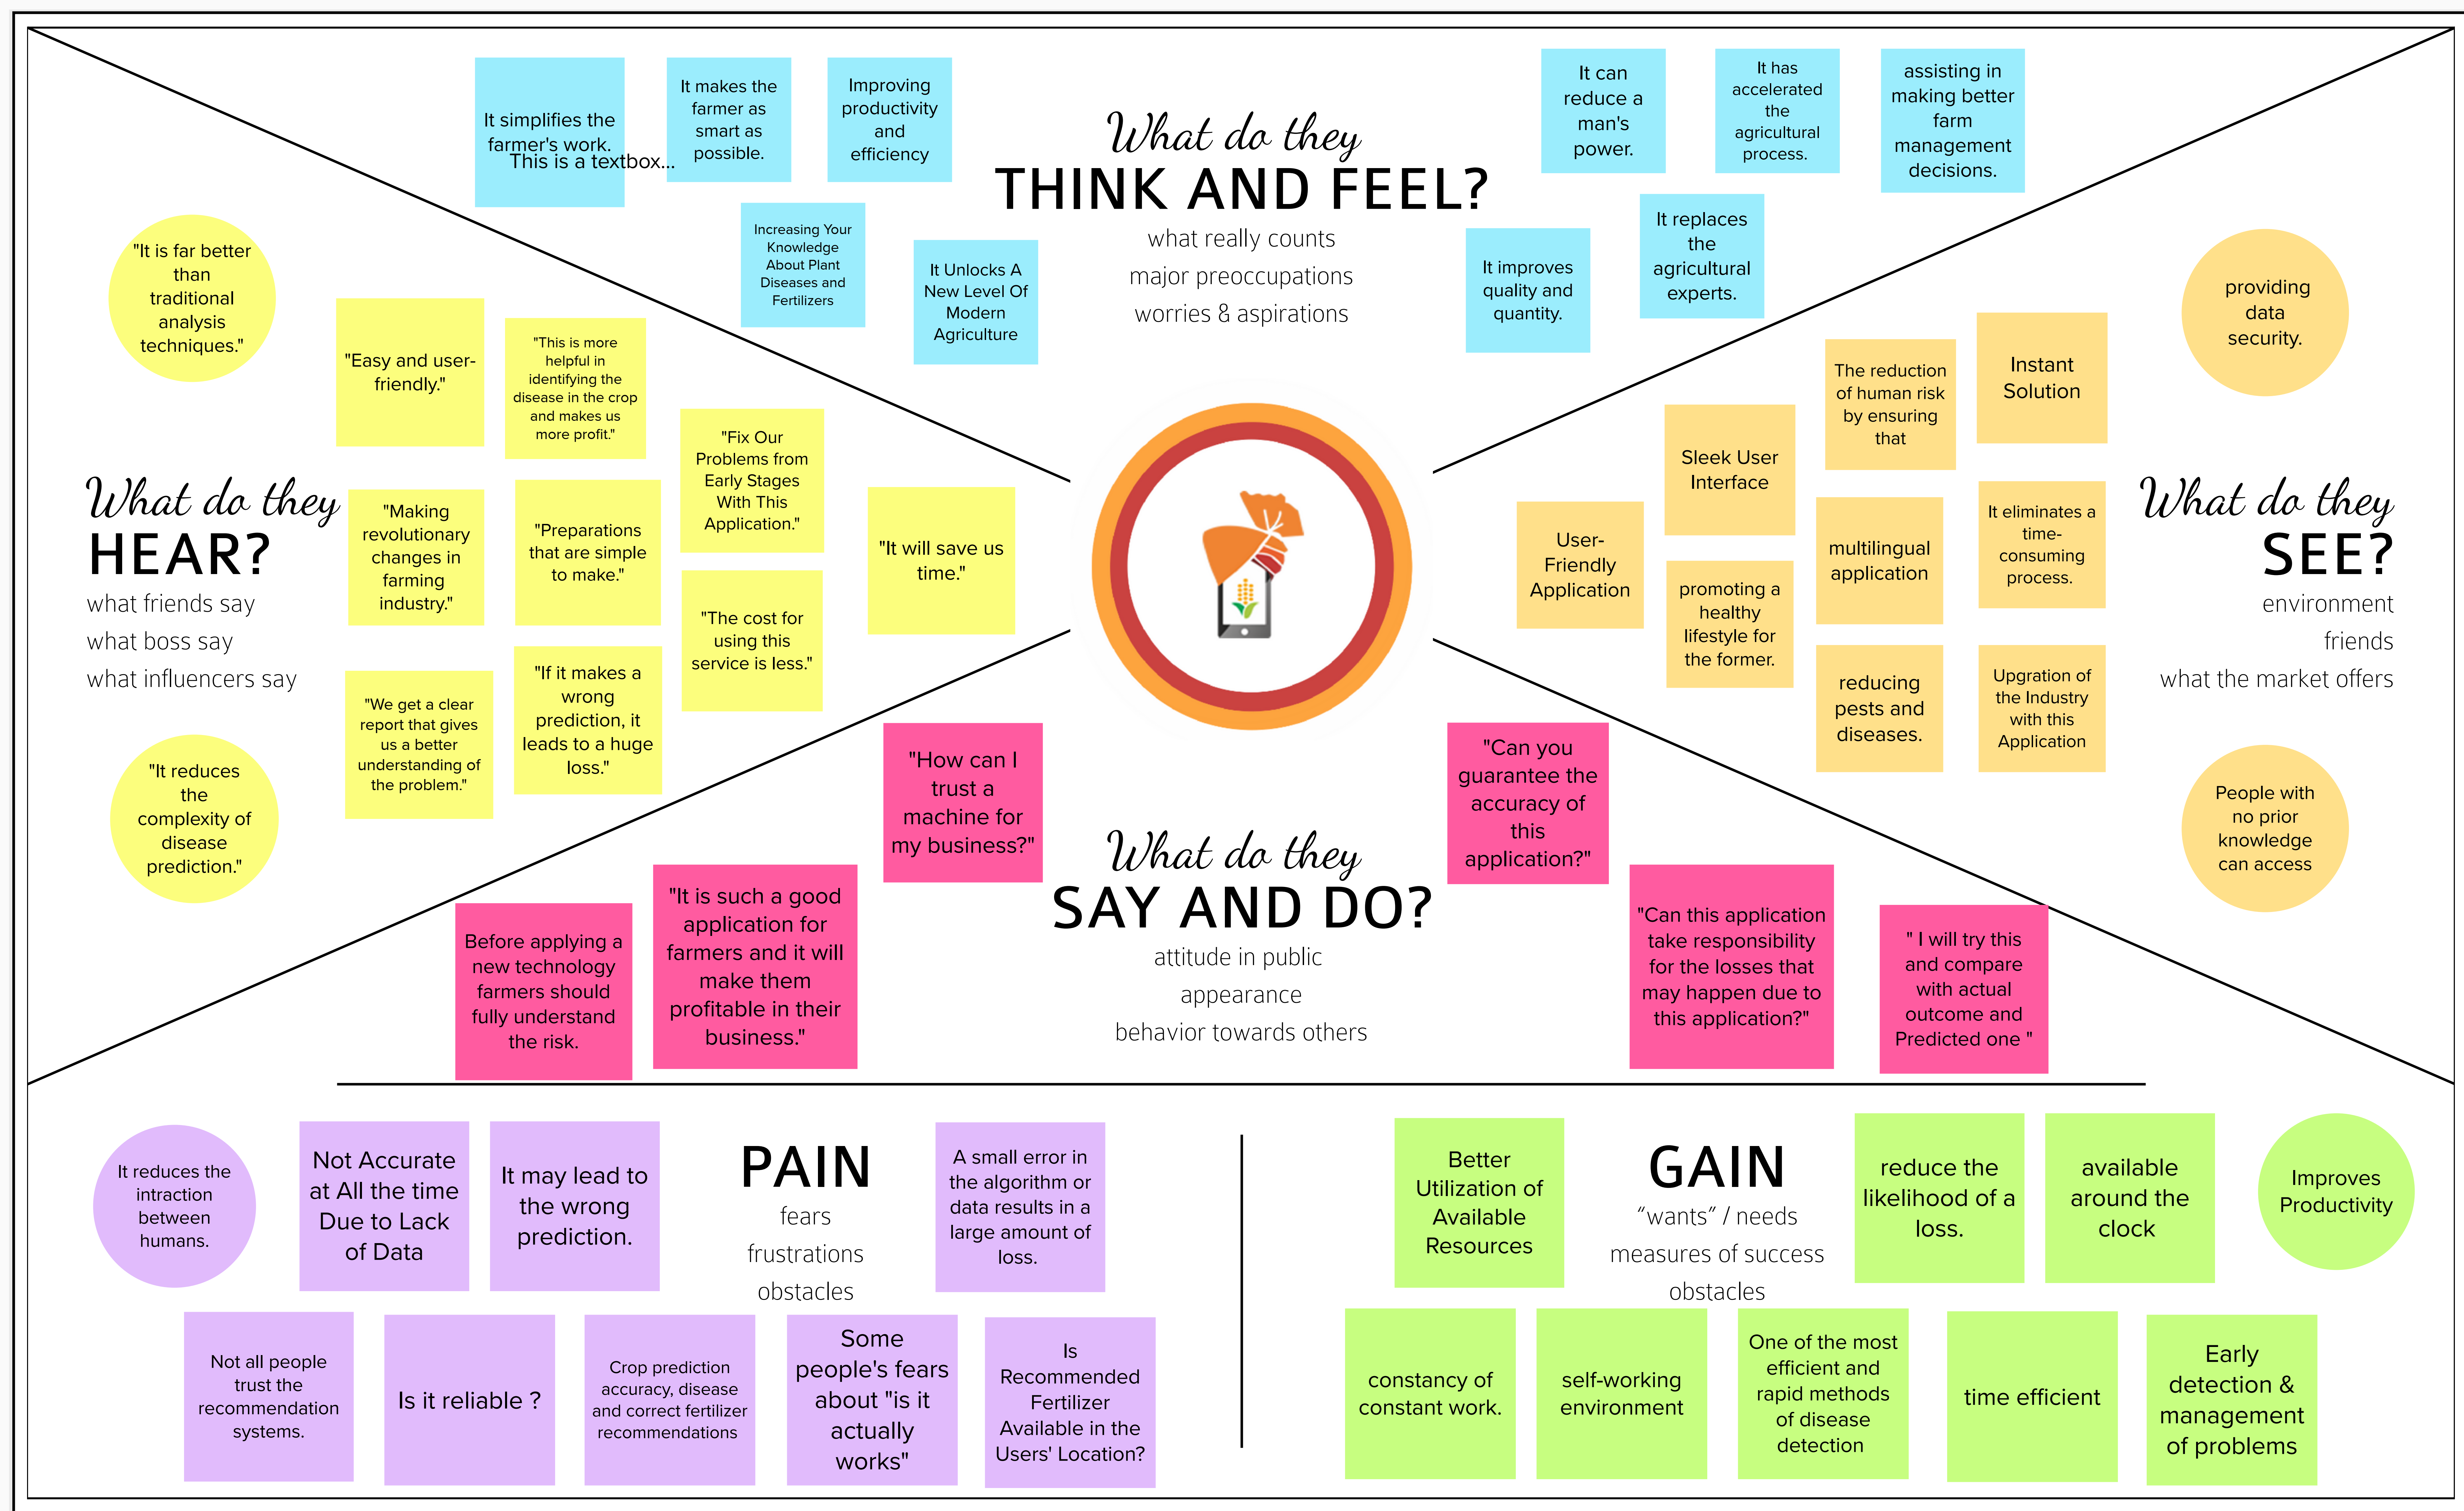 It simplifies the
farmer's work.
This is a textbox...
It makes the
farmer as
smart as
possible.
Improving
productivity
and
efficiency
Increasing Your
Knowledge
About Plant
Diseases and
Fertilizers
It Unlocks A
New Level Of
Modern
Agriculture
What do they
THINK AND FEEL?
what really counts
major preoccupations
worries & aspirations
It can
reduce a
man's
power.
It has
accelerated
the
agricultural
process.
assisting in
making better
farm
management
decisions.
It improves
quality and
quantity.
It replaces
the
agricultural
experts.
"It is far better
than
traditional
analysis
techniques."
"Easy and user-
friendly."
"This is more
helpful in
identifying the
disease in the crop
and makes us
more profit."
"Fix Our
Problems from
Early Stages
With This
Application."
What do they
HEAR?
what friends say
what boss say
what influencers say
"Making
revolutionary
changes in
farming
industry."
"Preparations
that are simple
to make."
"It will save us
time."
"The cost for
using this
service is less."
"We get a clear
report that gives
us a better
understanding of
the problem."
"If it makes a
wrong
prediction, it
leads to a huge
loss."
"It reduces
the
complexity of
disease
prediction."
providing
data
security.
The reduction
of human risk
by ensuring
that
Instant
Solution
Sleek User
Interface
User-
Friendly
Application
multilingual
application
It eliminates a
time-
consuming
process.
What do they
SEE?
environment
friends
what the market offers
promoting a
healthy
lifestyle for
the former.
reducing
pests and
diseases.
Upgration of
the Industry
with this
Application
People with
no prior
knowledge
can access
"How can I
trust a
machine for
my business?"
"Can you
guarantee the
accuracy of
this
application?"
What do they
SAY AND DO?
attitude in public
appearance
behavior towards others
Before applying a
new technology
farmers should
fully understand
the risk.
"It is such a good
application for
farmers and it will
make them
profitable in their
business."
"Can this application
take responsibility
for the losses that
may happen due to
this application?"
" I will try this
and compare
with actual
outcome and
Predicted one "
It reduces the
intraction
between
humans.
Not Accurate
at All the time
Due to Lack
of Data
It may lead to
the wrong
prediction.
PAIN
fears
frustrations
obstacles
A small error in
the algorithm or
data results in a
large amount of
loss.
Not all people
trust the
recommendation
systems.
Is it reliable ?
Crop prediction
accuracy, disease
and correct fertilizer
recommendations
Some
people's fears
about "is it
actually
works"
Is
Recommended
Fertilizer
Available in the
Users' Location?
Better
Utilization of
Available
Resources
GAIN
“wants” / needs
measures of success
obstacles
reduce the
likelihood of a
loss.
available
around the
clock
Improves
Productivity
constancy of
constant work.
self-working
environment
One of the most
efficient and
rapid methods
of disease
detection
time efficient
Early
detection &
management
of problems